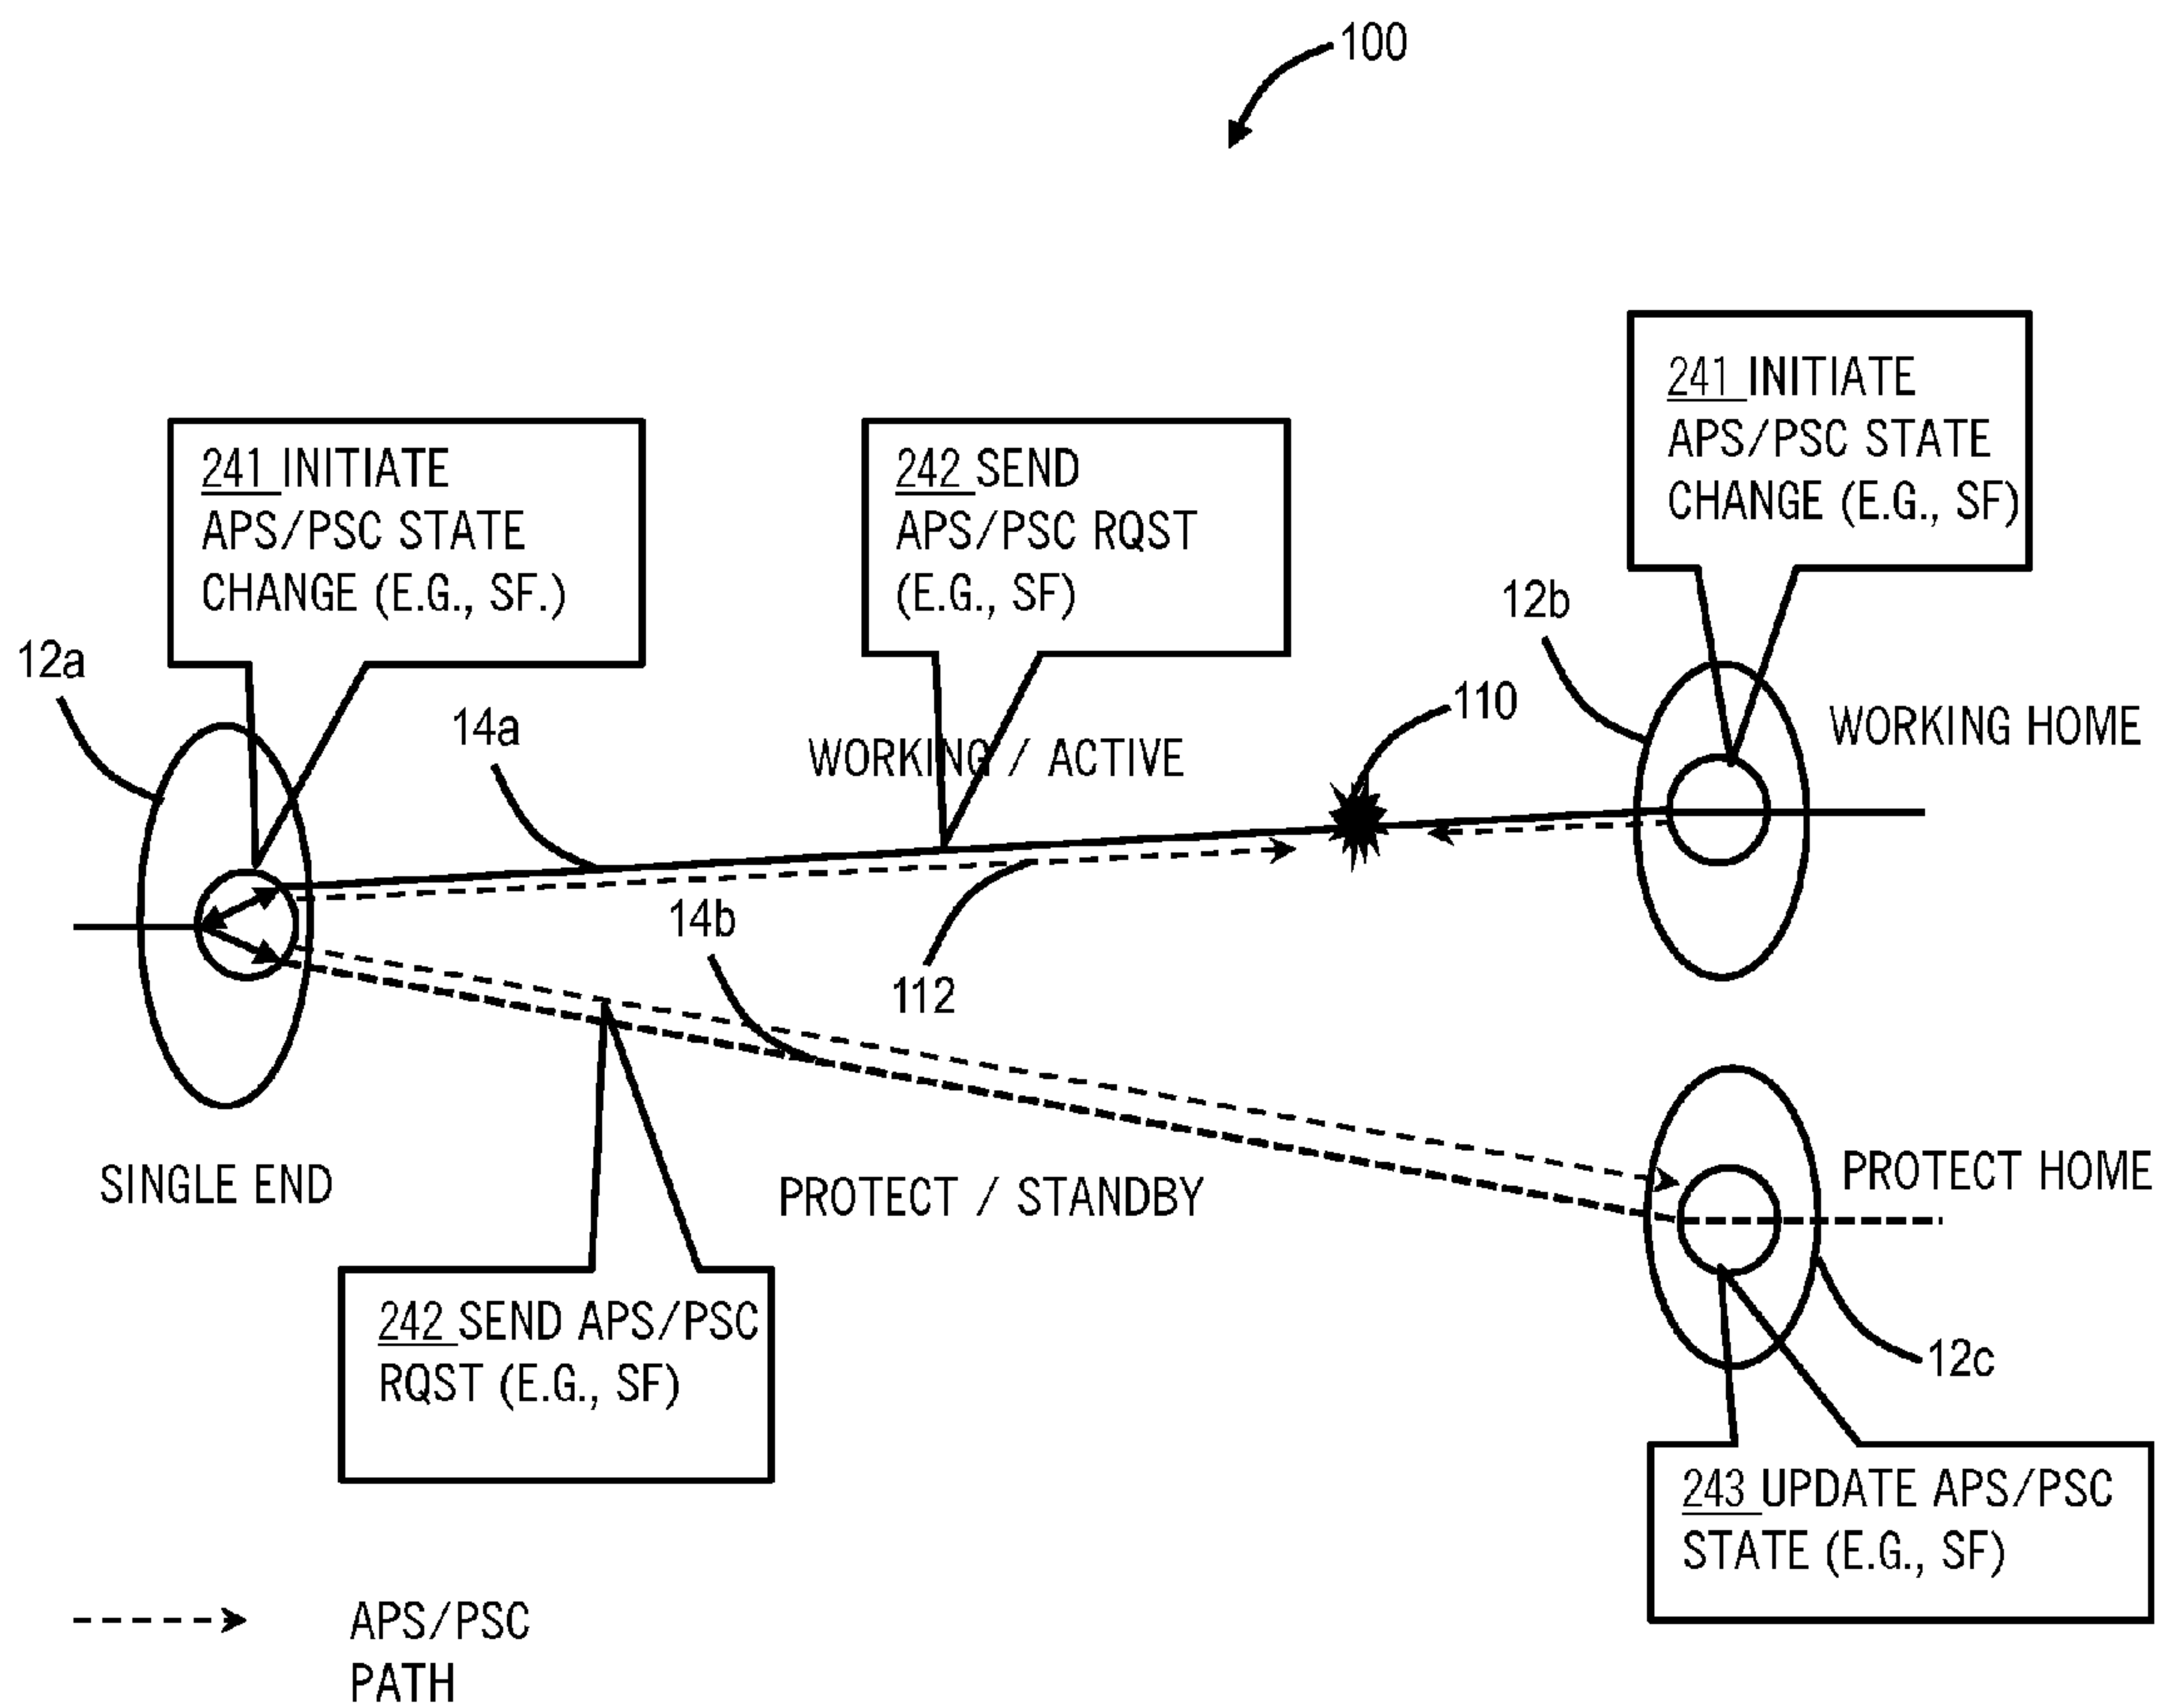 100
241 INITIATE
APS/PSC STATE
CHANGE (E.G., SF.)
242 SEND
APS/PSC RQST
(E.G., SF)
241 INITIATE
APS/PSC STATE
CHANGE (E.G., SF)
12a
14a
WORKING / ACTIVE
110
12b
WORKING HOME
14b
112
SINGLE END
PROTECT / STANDBY
PROTECT HOME
242 SEND APS/PSC
RQST (E.G., SF)
12c
243 UPDATE APS/PSC
STATE (E.G., SF)
APS/PSC
PATH